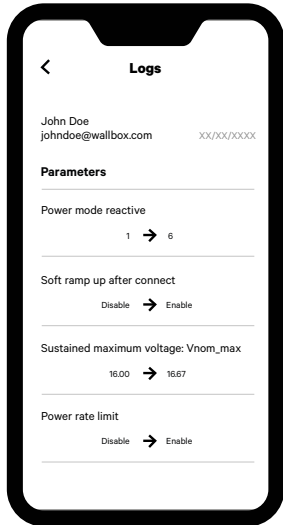 Logs
John Doe
johndoe@wallbox.com XX/XX/XXXX
Parameters
Power mode reactive
1 → 6
Soft ramp up after connect
Disable → Enable
Sustained maximum voltage: Vnom_max
16.00 → 16.67
Power rate limit
Disable → Enable